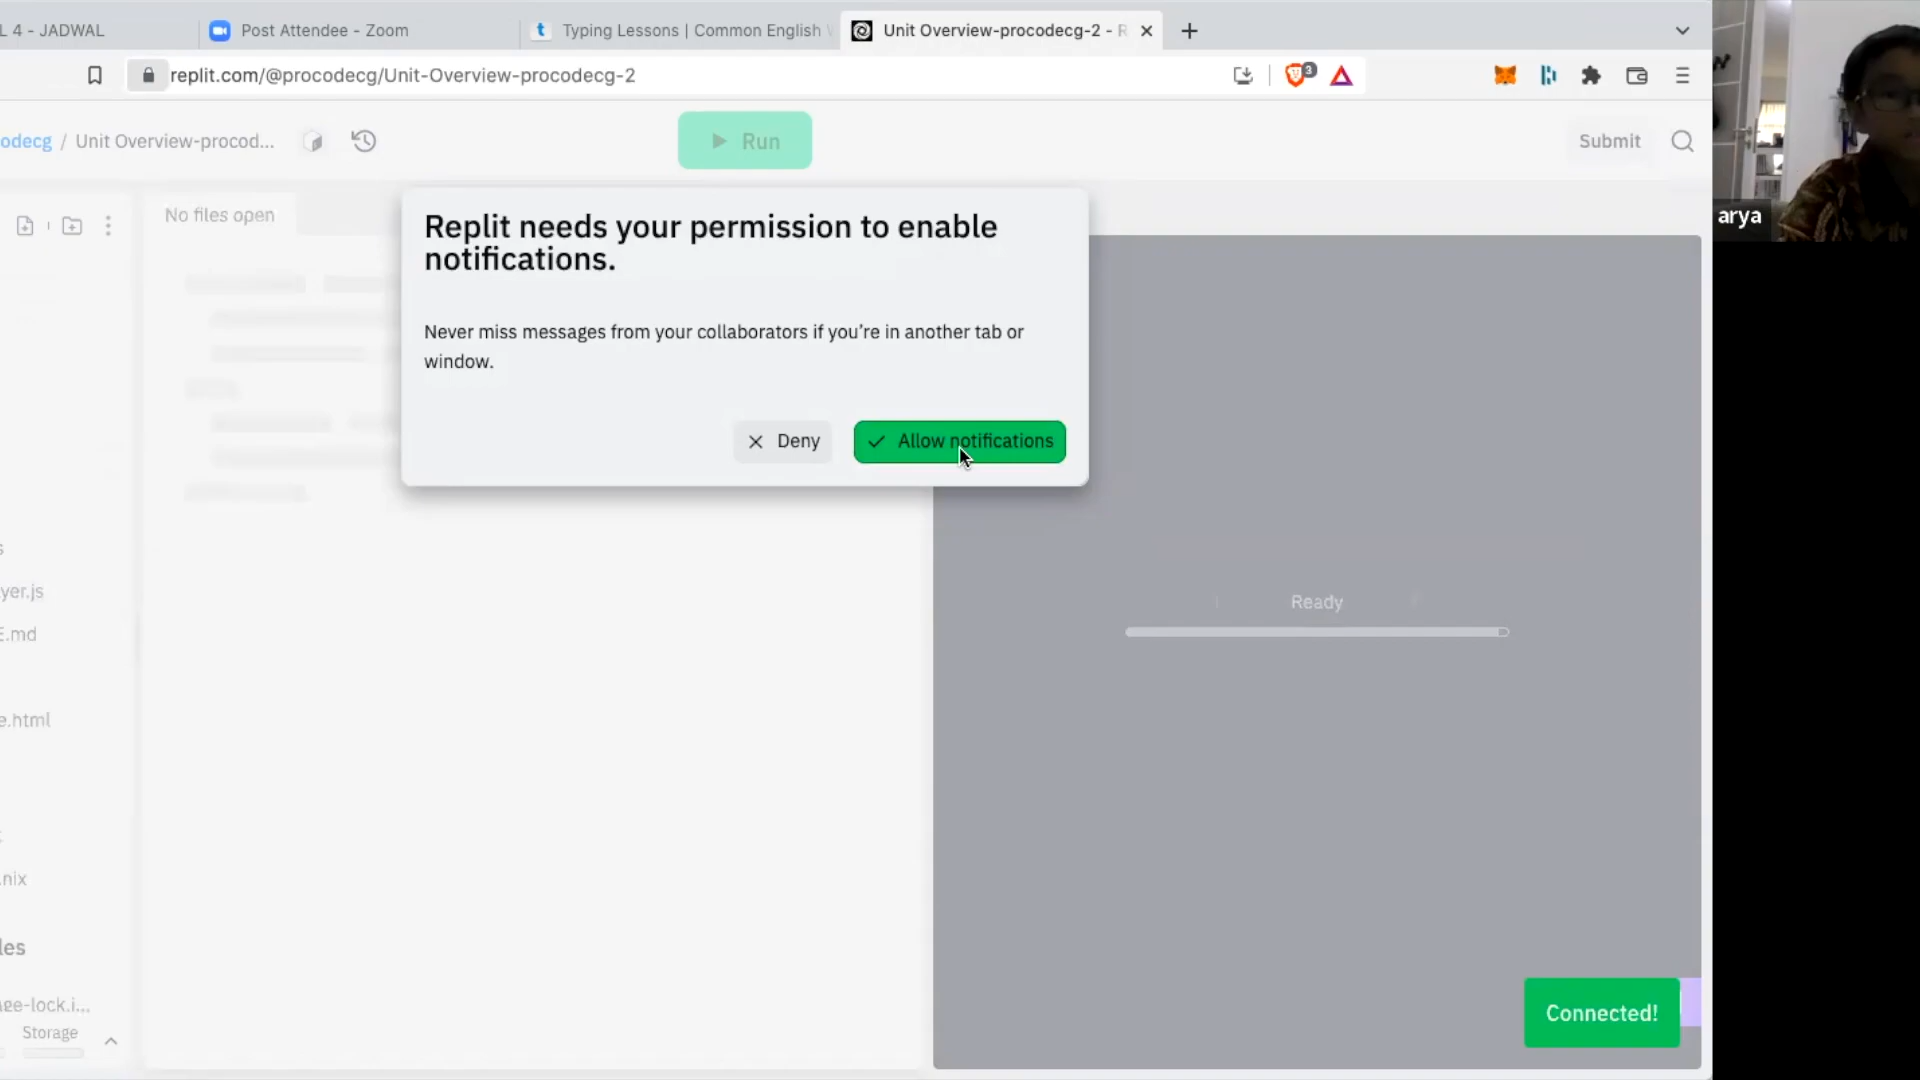 L 4 - JADWAL
Post Attendee - Zoom
Typing Lessons | Common English
Unit Overview-procodecg-2 - R
replit.com/@procodecg/Unit-Overview-procodecg-2
3
odecg / Unit Overview-procod...
Run
Submit
arya
No files open
Replit needs your permission to enable
notifications.
Never miss messages from your collaborators if you're in another tab or
window.
Deny
Allow notifications
s
yer.js
E.md
Ready
e.html
.nix
les
age-lock.j...
Storage
Connected!